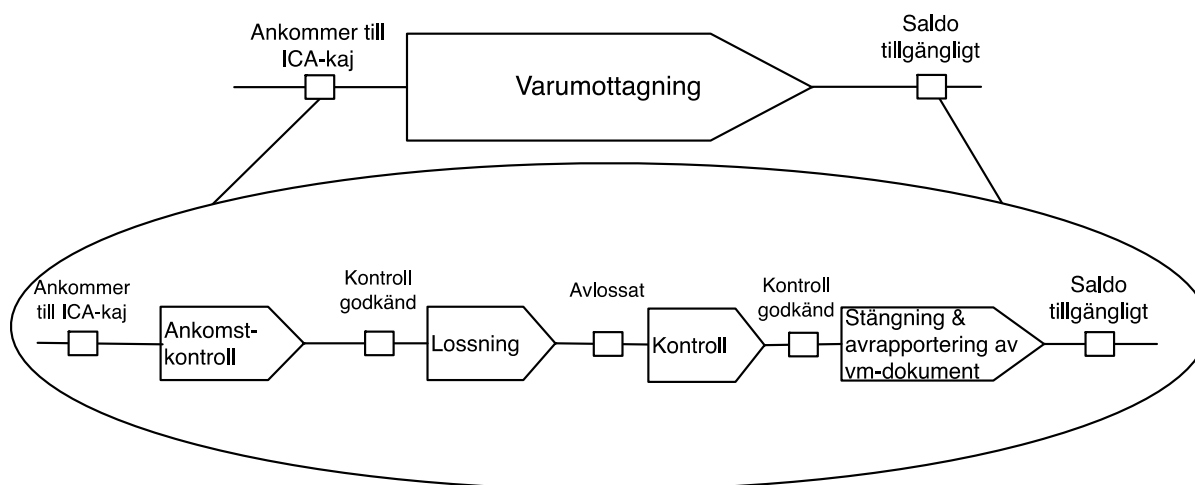 Ankommer till
ICA-kaj
Varumottagning
Saldo
tillgängligt
Ankommer
till ICA-kaj
Ankomst-
kontroll
Kontroll
godkänd
Lossning
Avlossat
Kontroll
Kontroll
godkänd
Stängning &
avrapportering av
vm-dokument
Saldo
tillgängligt